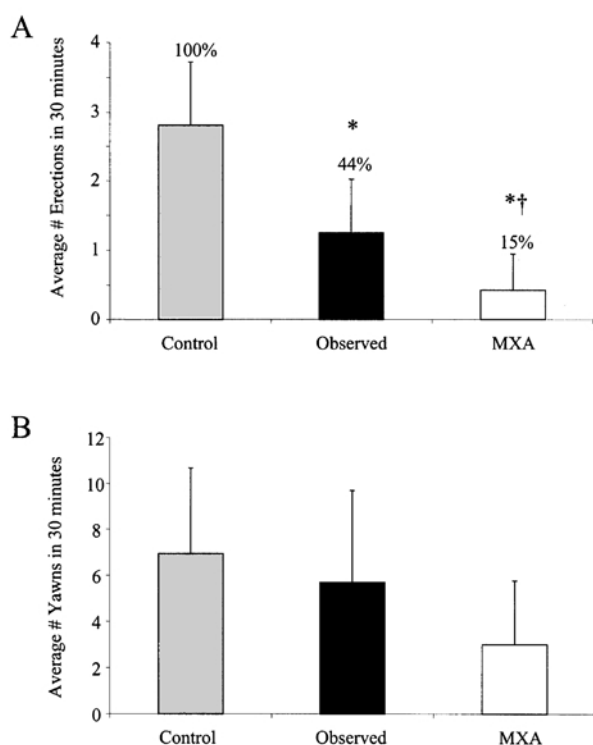 A
Average # Erections in 30 minutes
4
3
2
1
0
100%
*
44%
*†
15%
Control Observed MXA
B
Average # Yawns in 30 minutes
12
10
8
6
4
2
0
Control Observed MXA